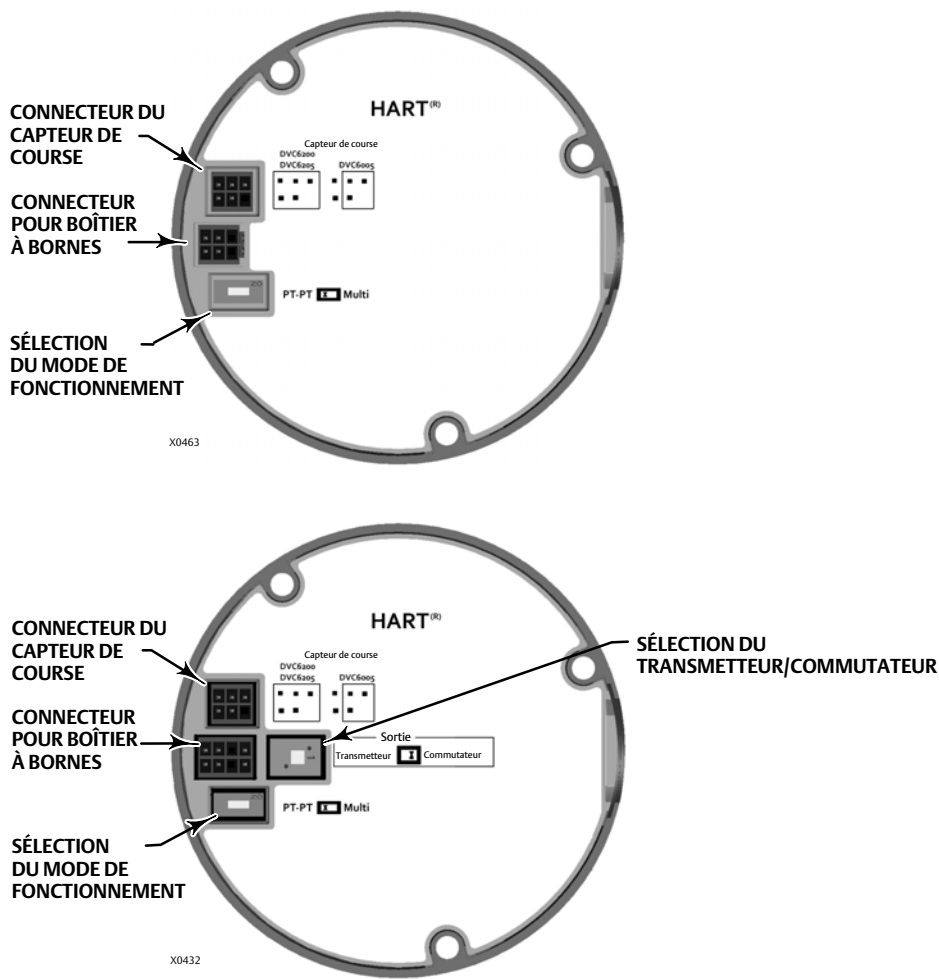 HART(R)
CONNECTEUR DU
CAPTEUR DE
COURSE
Capteur de course
DVC6200
DVC6205
DVC6005
CONNECTEUR
POUR BOÎTIER
À BORNES
20
PT-PT
Multi
SÉLECTION
DU MODE DE
FONCTIONNEMENT
X0463
HART(R)
CONNECTEUR DU
CAPTEUR DE
COURSE
SÉLECTION DU
TRANSMETTEUR/COMMUTATEUR
Capteur de course
DVC6200
DVC6205
DVC6005
CONNECTEUR
POUR BOÎTIER
À BORNES
Sortie
Transmetteur
Commutateur
PT-PT
Multi
SÉLECTION
DU MODE DE
FONCTIONNEMENT
X0432